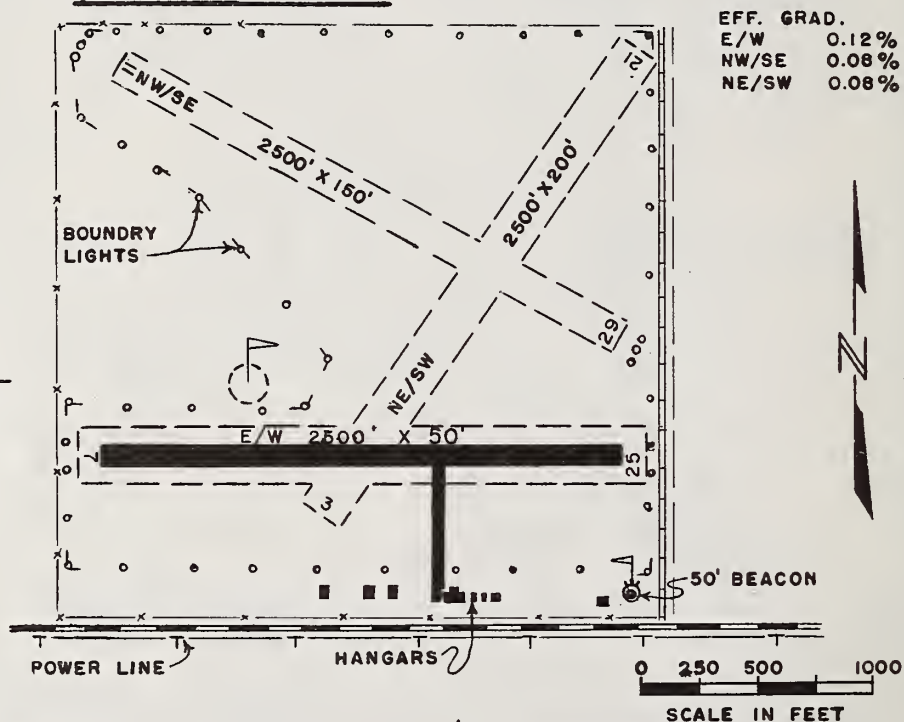 EFF. GRAD.
E/W 0.12%
NW/SE 0.08%
NE/SW 0.08%
21
11
NW/SE
2500' X 150'
2500' X 200'
BOUNDRY
LIGHTS
29
NE/SW
E/W 2500' X 50'
7
25
3
N
50' BEACON
POWER LINE
HANGARS
0 250 500 1000
SCALE IN FEET